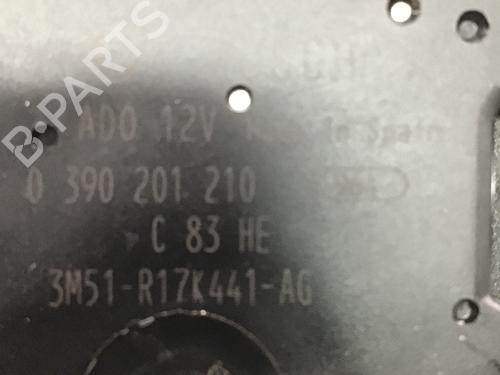 B-PARTS
ADO 12V
in Spain
0 390 201 210
C 83 HE
3M51-R17K441-AG